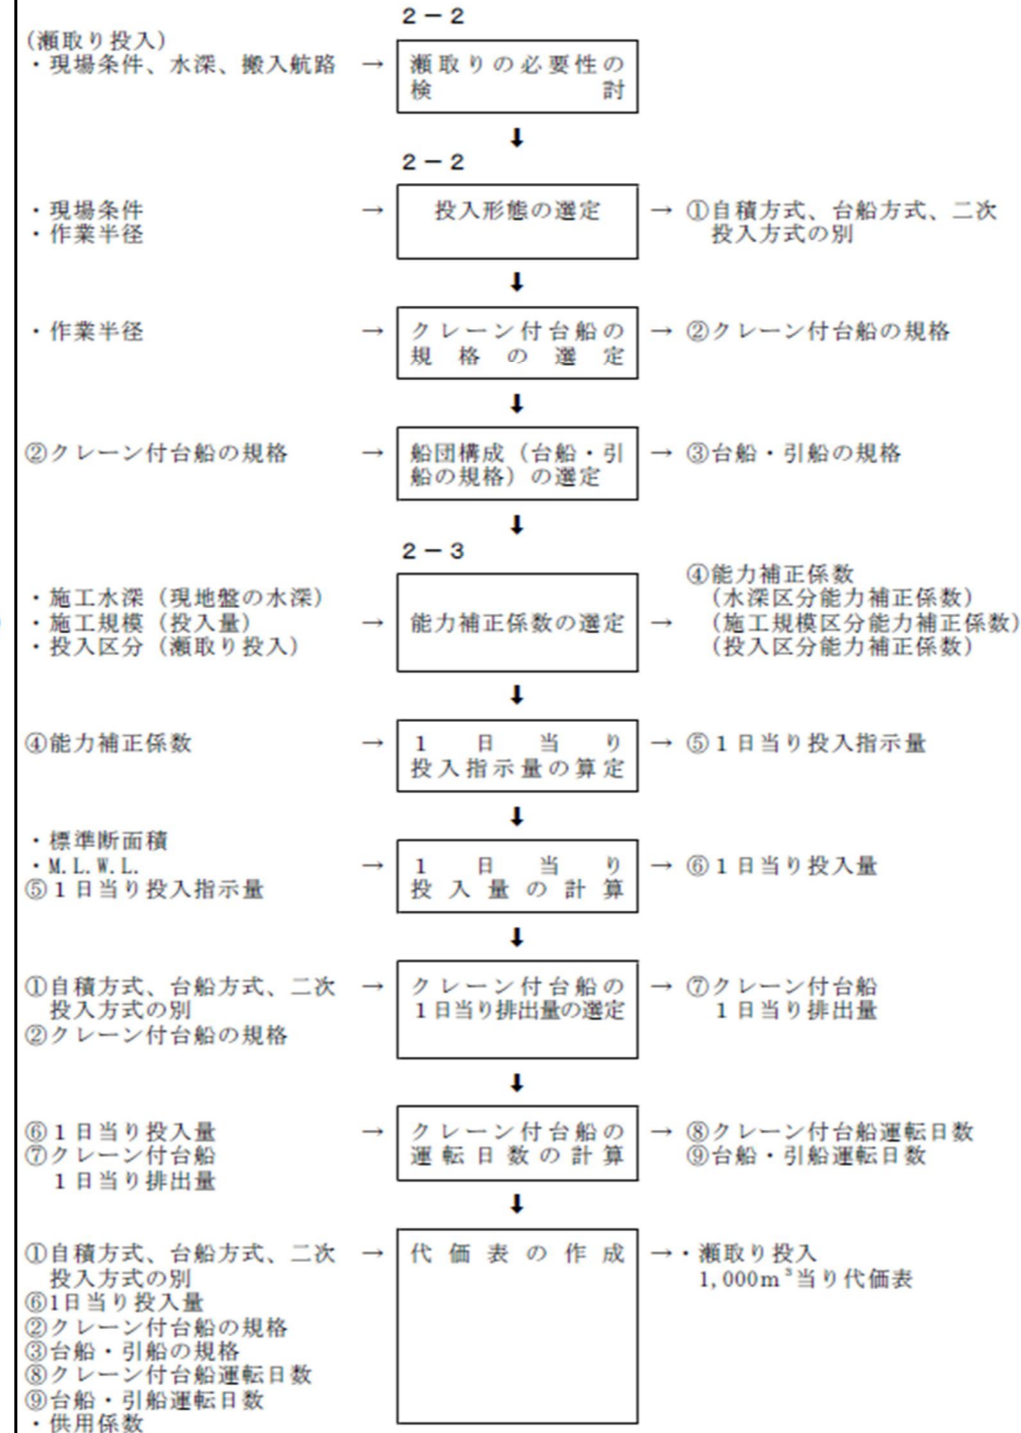 2－2
(瀬取り投入)
・現場条件、水深、搬入航路 → 瀬取りの必要性の
検討
⬇
2－2
・現場条件 → 投入形態の選定 → ①自積方式、台船方式、二次
・作業半径 投入方式の別
⬇
・作業半径 → クレーン付台船の → ②クレーン付台船の規格
規格の選定
⬇
②クレーン付台船の規格 → 船団構成（台船・引 → ③台船・引船の規格
船の規格）の選定
⬇
2－3
④能力補正係数
・施工水深（現地盤の水深） (水深区分能力補正係数)
・施工規模（投入量） → 能力補正係数の選定 → (施工規模区分能力補正係数)
・投入区分（瀬取り投入） (投入区分能力補正係数)
⬇
④能力補正係数 → 1日当り → ⑤1日当り投入指示量
投入指示量の算定
⬇
・標準断面積
・M.L.W.L. → 1日当り → ⑥1日当り投入量
⑤1日当り投入指示量 投入量の計算
⬇
①自積方式、台船方式、二次 → クレーン付台船の → ⑦クレーン付台船
投入方式の別 1日当り排出量の選定 1日当り排出量
②クレーン付台船の規格
⬇
⑥1日当り投入量 → クレーン付台船の → ⑧クレーン付台船運転日数
⑦クレーン付台船 運転日数の計算 ⑨台船・引船運転日数
1日当り排出量
⬇
①自積方式、台船方式、二次 → 代価表の作成 →・瀬取り投入
投入方式の別 1,000m³当り代価表
⑥1日当り投入量
②クレーン付台船の規格
③台船・引船の規格
⑧クレーン付台船運転日数
⑨台船・引船運転日数
・供用係数